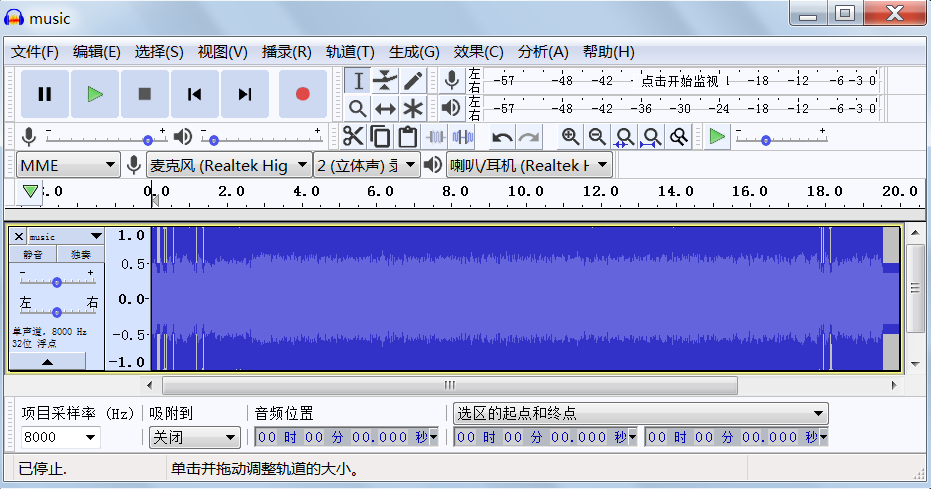 music
文件(F) 编辑(E) 选择(S) 视图(V) 播录(R) 轨道(T) 生成(G) 效果(C) 分析(A) 帮助(H)
左 右 -57 -48 -42 点击开始监视 -18 -12 -6 -3 0
左 右 -57 -48 -42 -36 -30 -24 -18 -12 -6 -3 0
MME 麦克风 (Realtek Hig 2 (立体声) 录 喇叭/耳机 (Realtek H
0.0 2.0 4.0 6.0 8.0 10.0 12.0 14.0 16.0 18.0 20.0
music
静音 独奏
- +
左 右
单声道, 8000 Hz
32位 浮点
1.0
0.5
0.0
-0.5
-1.0
项目采样率 (Hz) 吸附到 音频位置 选区的起点和终点
8000 关闭 00 时 00 分 00.000 秒 00 时 00 分 00.000 秒 00 时 00 分 00.000 秒
已停止. 单击并拖动调整轨道的大小。